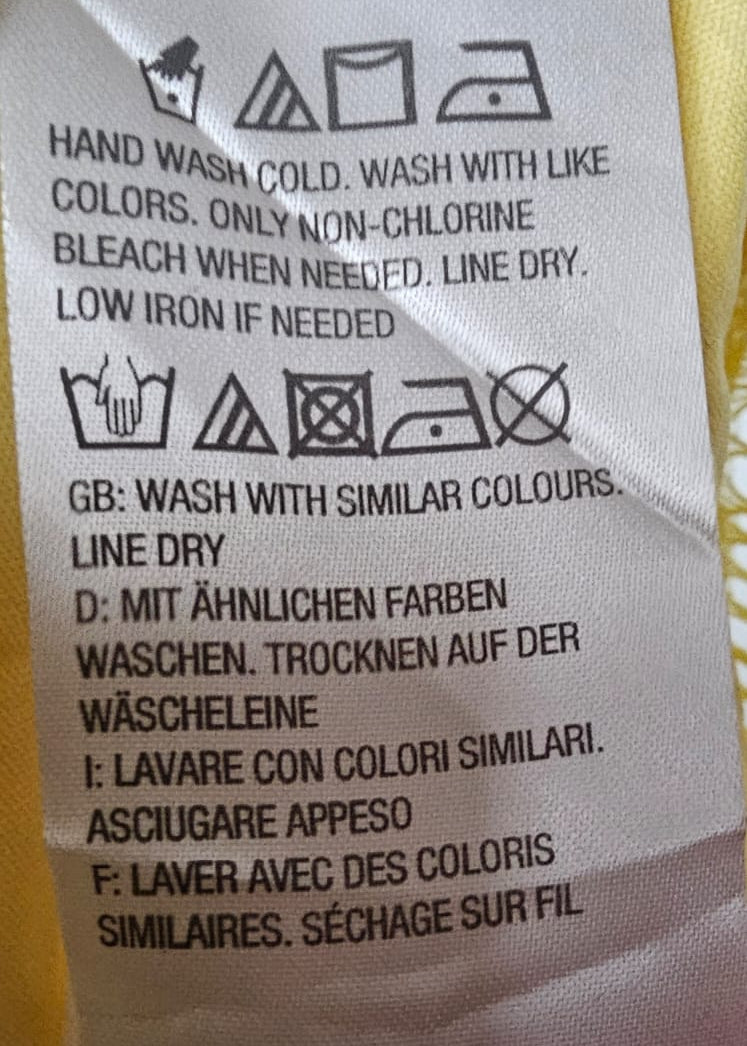 HAND WASH COLD. WASH WITH LIKE
COLORS. ONLY NON-CHLORINE
BLEACH WHEN NEEDED. LINE DRY.
LOW IRON IF NEEDED
GB: WASH WITH SIMILAR COLOURS.
LINE DRY
D: MIT ÄHNLICHEN FARBEN
WASCHEN. TROCKNEN AUF DER
WÄSCHELEINE
I: LAVARE CON COLORI SIMILARI.
ASCIUGARE APPESO
F: LAVER AVEC DES COLORIS
SIMILAIRES. SÉCHAGE SUR FIL